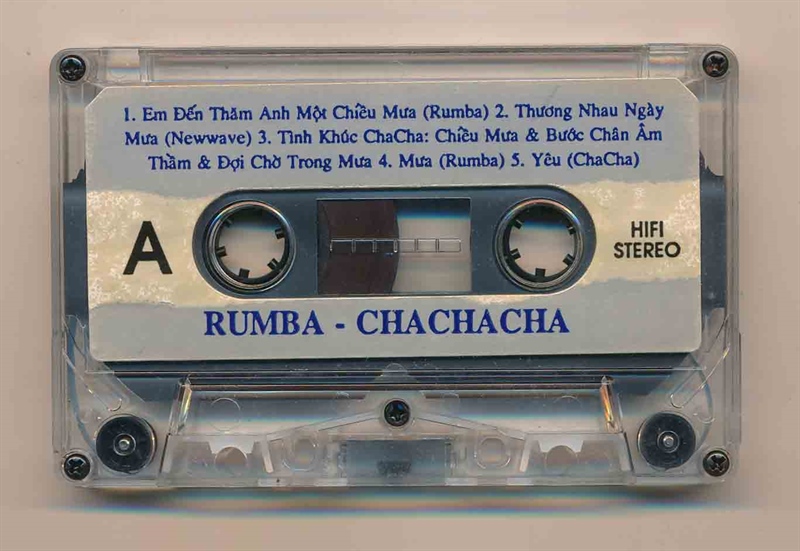 1. Em Đến Thăm Anh Một Chiều Mưa (Rumba) 2. Thương Nhau Ngày
Mưa (Newwave) 3. Tình Khúc ChaCha: Chiều Mưa & Bước Chân Âm
Thầm & Đợi Chờ Trong Mưa 4. Mưa (Rumba) 5. Yêu (ChaCha)
A
HIFI
STEREO
RUMBA - CHACHACHA